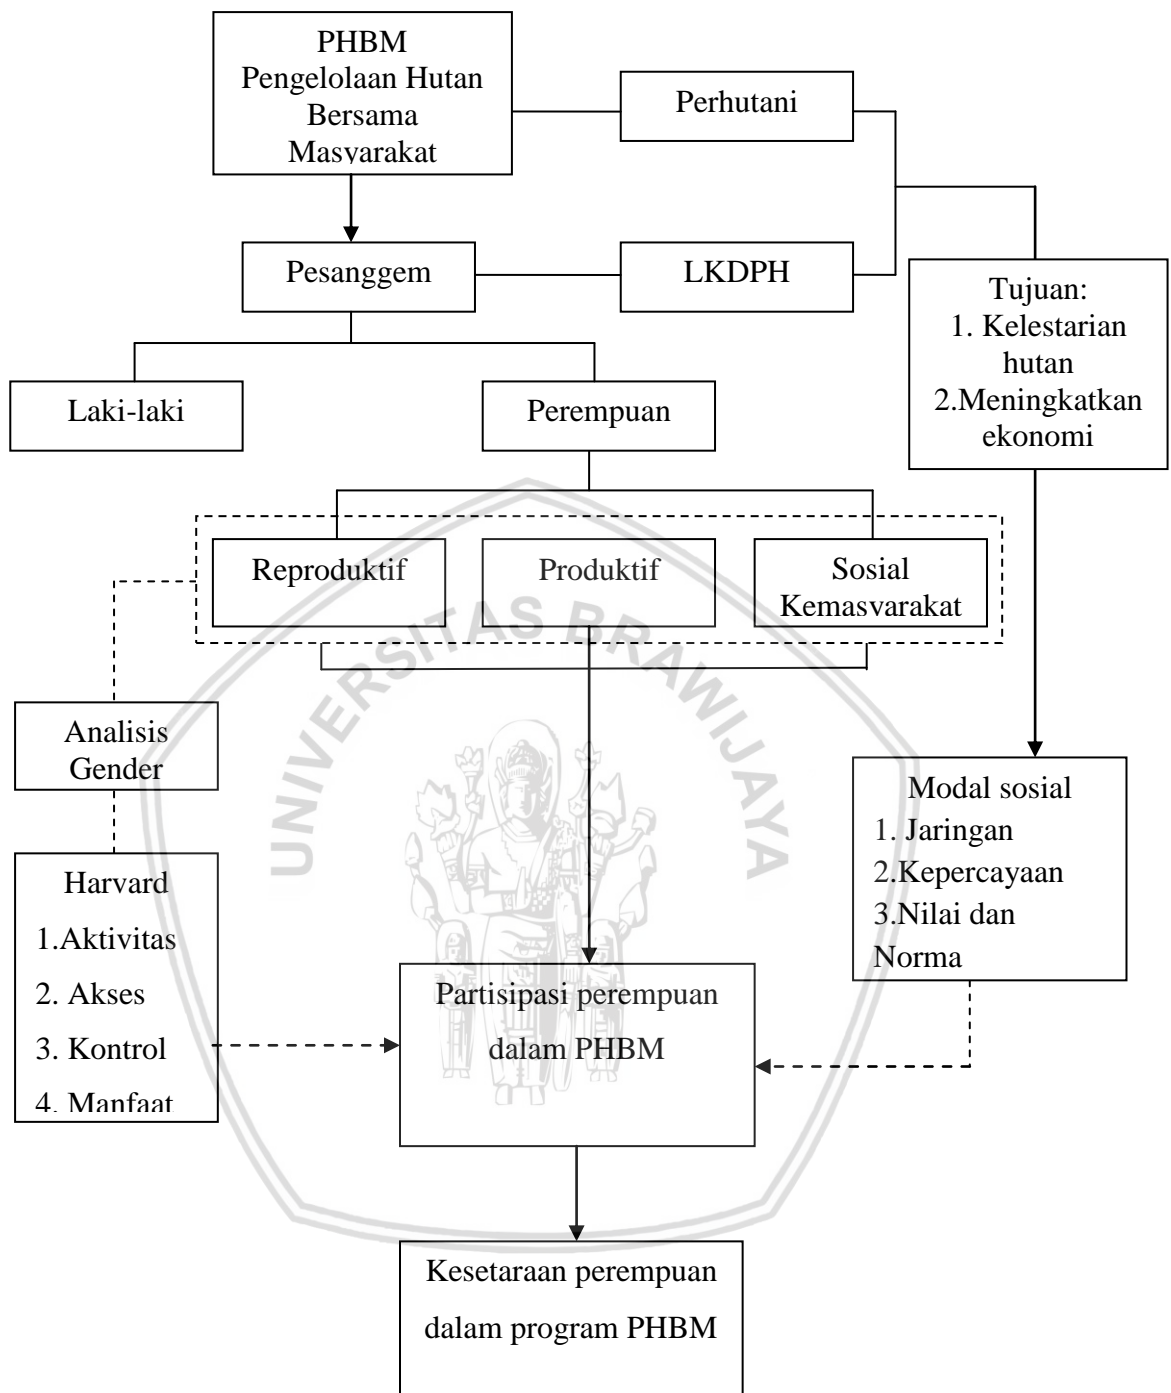 PHBM
Pengelolaan Hutan
Bersama
Masyarakat
Perhutani
Pesanggem
LKDPH
Tujuan:
1. Kelestarian
hutan
2.Meningkatkan
ekonomi
Laki-laki
Perempuan
Reproduktif
Produktif
Sosial
Kemasyarakat
UNIVERSITAS BRAWIJAYA
Analisis
Gender
Modal sosial
1. Jaringan
2.Kepercayaan
3.Nilai dan
Norma
Harvard
1.Aktivitas
2. Akses
3. Kontrol
4. Manfaat
Partisipasi perempuan
dalam PHBM
Kesetaraan perempuan
dalam program PHBM